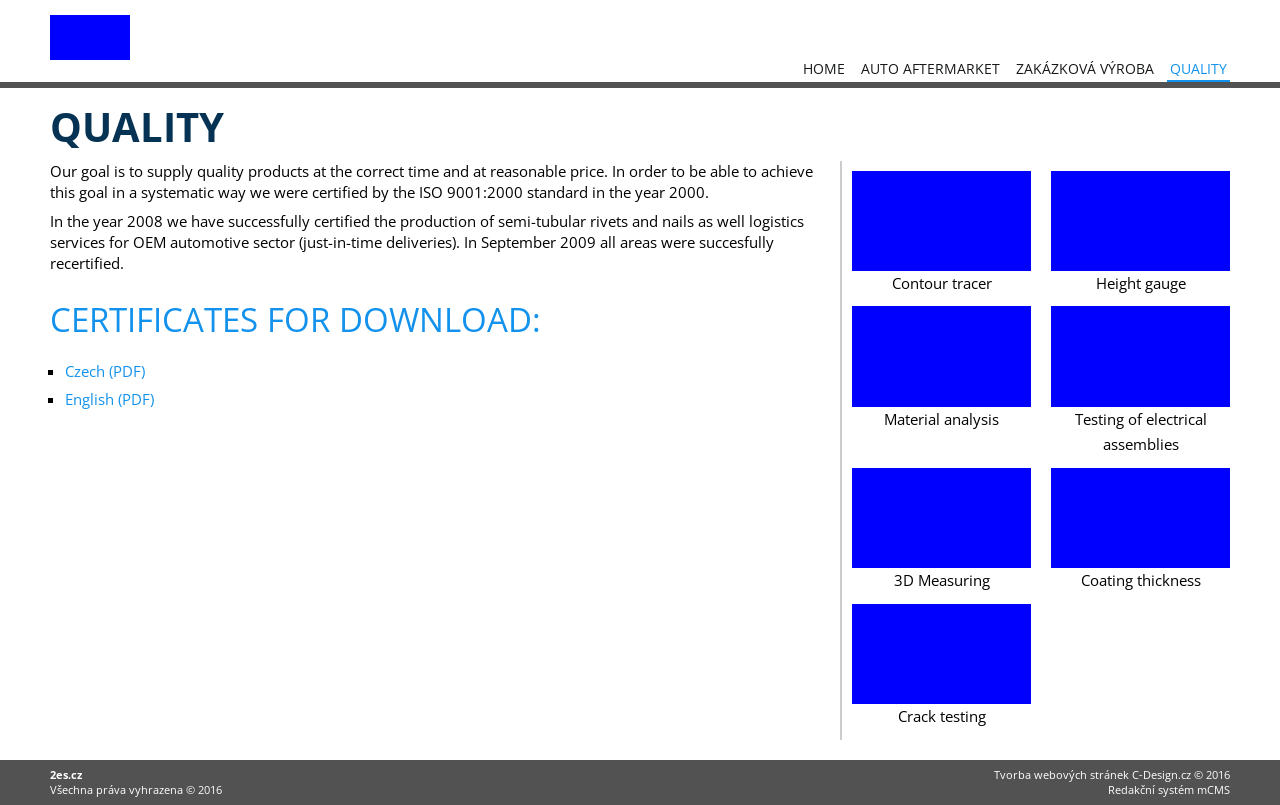 HOME AUTO AFTERMARKET ZAKÁZKOVÁ VÝROBA QUALITY
QUALITY
Our goal is to supply quality products at the correct time and at reasonable price. In order to be able to achieve
this goal in a systematic way we were certified by the ISO 9001:2000 standard in the year 2000.
In the year 2008 we have successfully certified the production of semi-tubular rivets and nails as well logistics
services for OEM automotive sector (just-in-time deliveries). In September 2009 all areas were succesfully
recertified.
CERTIFICATES FOR DOWNLOAD:
Czech (PDF)
English (PDF)
Contour tracer
Height gauge
Material analysis
Testing of electrical
assemblies
3D Measuring
Coating thickness
Crack testing
2es.cz
Všechna práva vyhrazena © 2016
Tvorba webových stránek C-Design.cz © 2016
Redakční systém mCMS